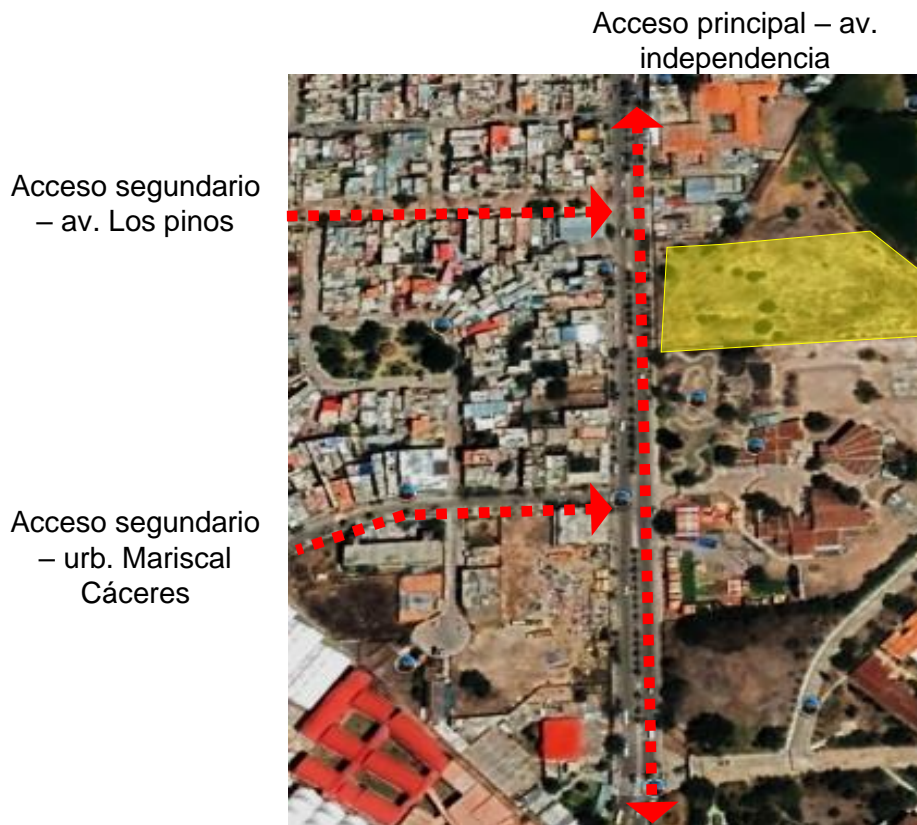 Acceso principal – av.
independencia
Acceso segundario
– av. Los pinos
Acceso segundario
– urb. Mariscal
Cáceres